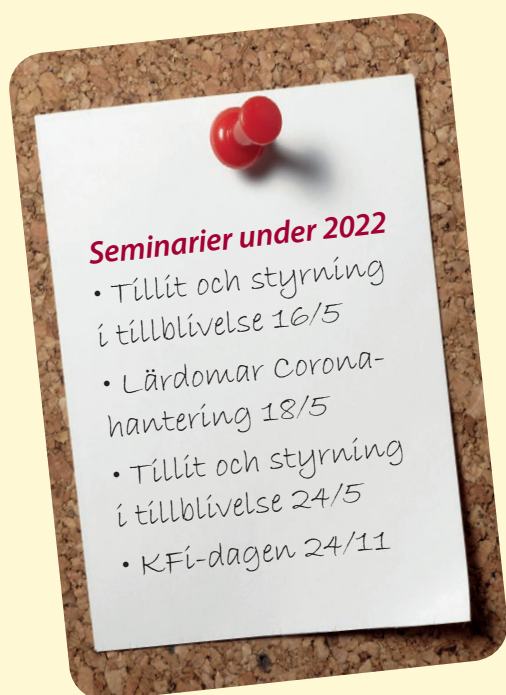 Seminarier under 2022
• Tillit och styrning
i tillblivelse 16/5
• Lärdomar Corona-
hantering 18/5
• Tillit och styrning
i tillblivelse 24/5
• KFi-dagen 24/11